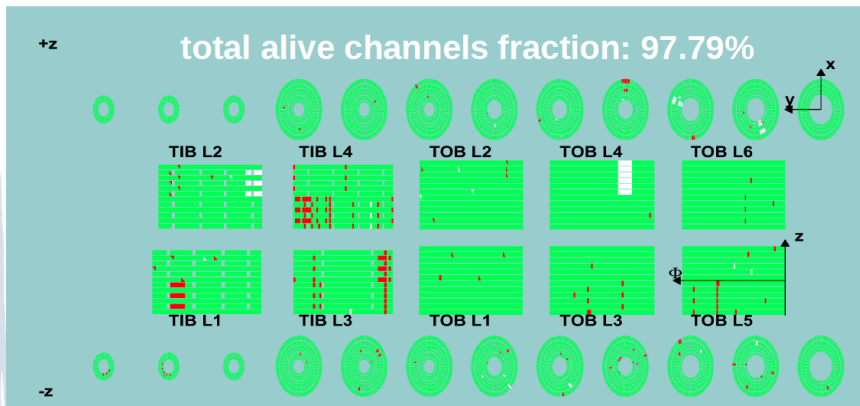 total alive channels fraction: 97.79%
+z
x
y
TIB L2 TIB L4 TOB L2 TOB L4 TOB L6
z
Φ
TIB L1 TIB L3 TOB L1 TOB L3 TOB L5
-z